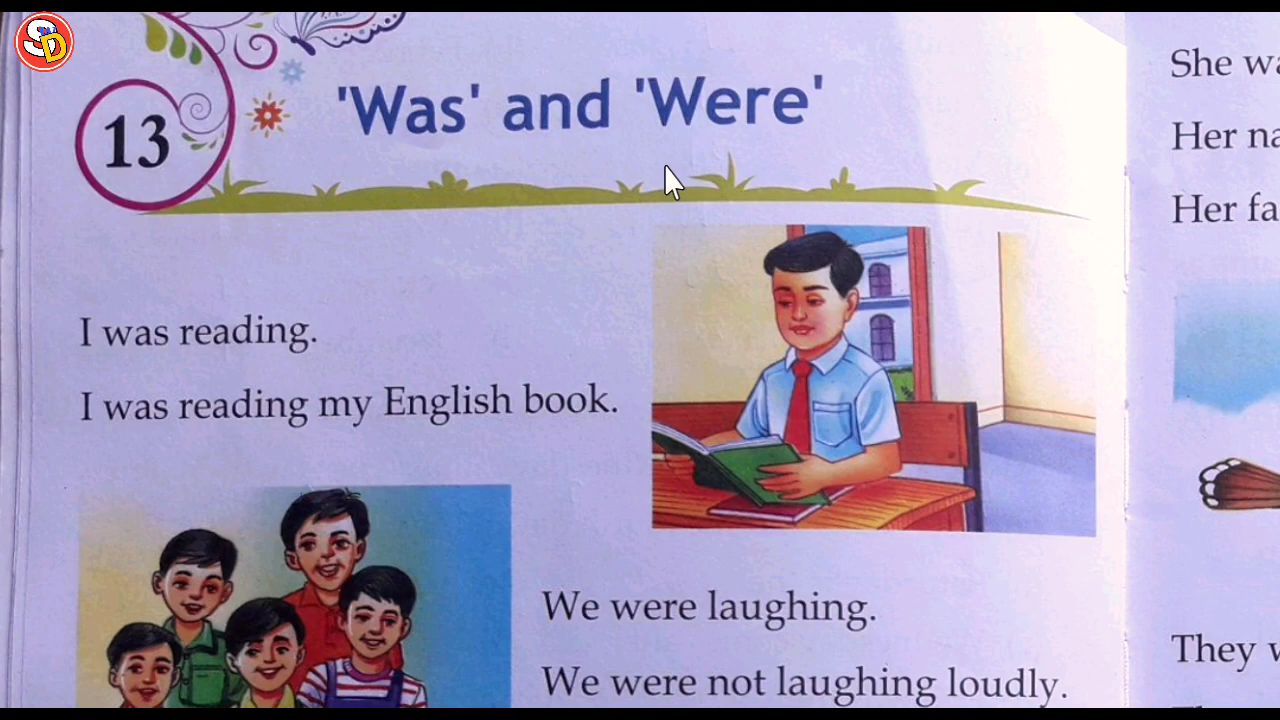 SD
13
'Was' and 'Were'
I was reading.
I was reading my English book.
We were laughing.
We were not laughing loudly.
She
Her
Her
They